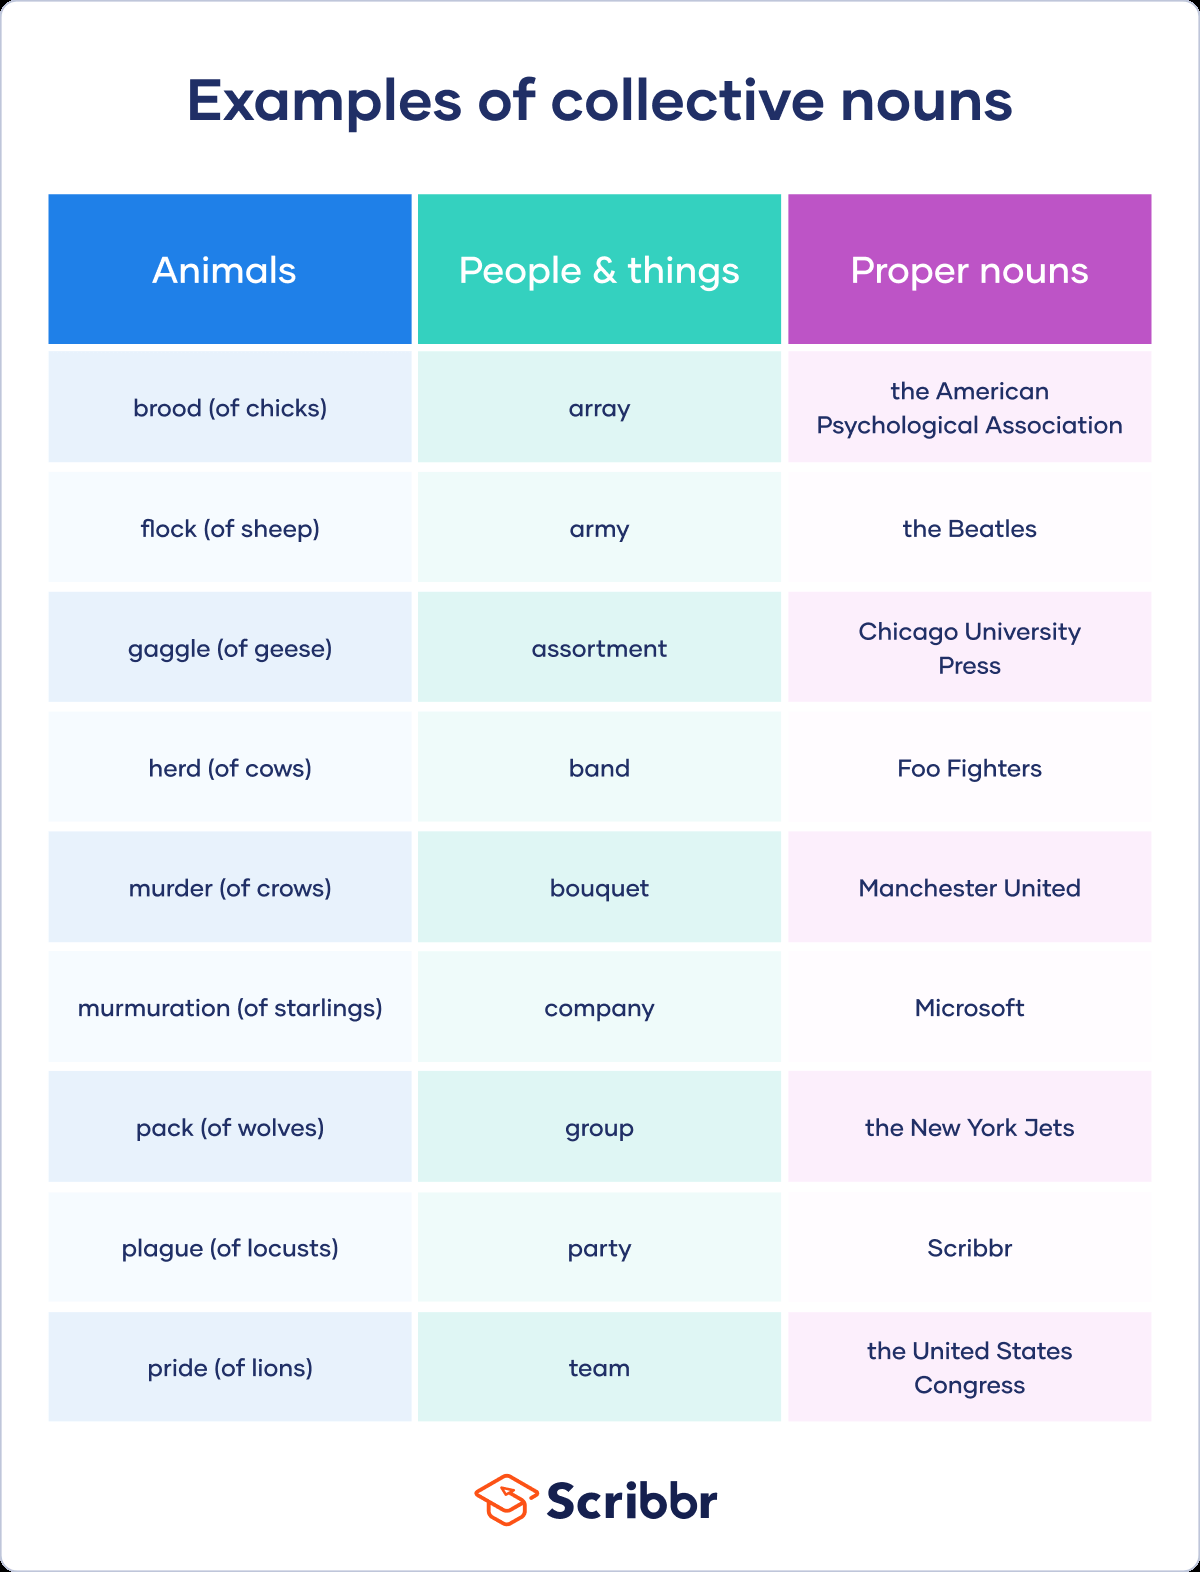 Examples of collective nouns
Animals
People & things
Proper nouns
brood (of chicks)
array
the American
Psychological Association
flock (of sheep)
army
the Beatles
gaggle (of geese)
assortment
Chicago University
Press
herd (of cows)
band
Foo Fighters
murder (of crows)
bouquet
Manchester United
murmuration (of starlings)
company
Microsoft
pack (of wolves)
group
the New York Jets
plague (of locusts)
party
Scribbr
pride (of lions)
team
the United States
Congress
Scribbr